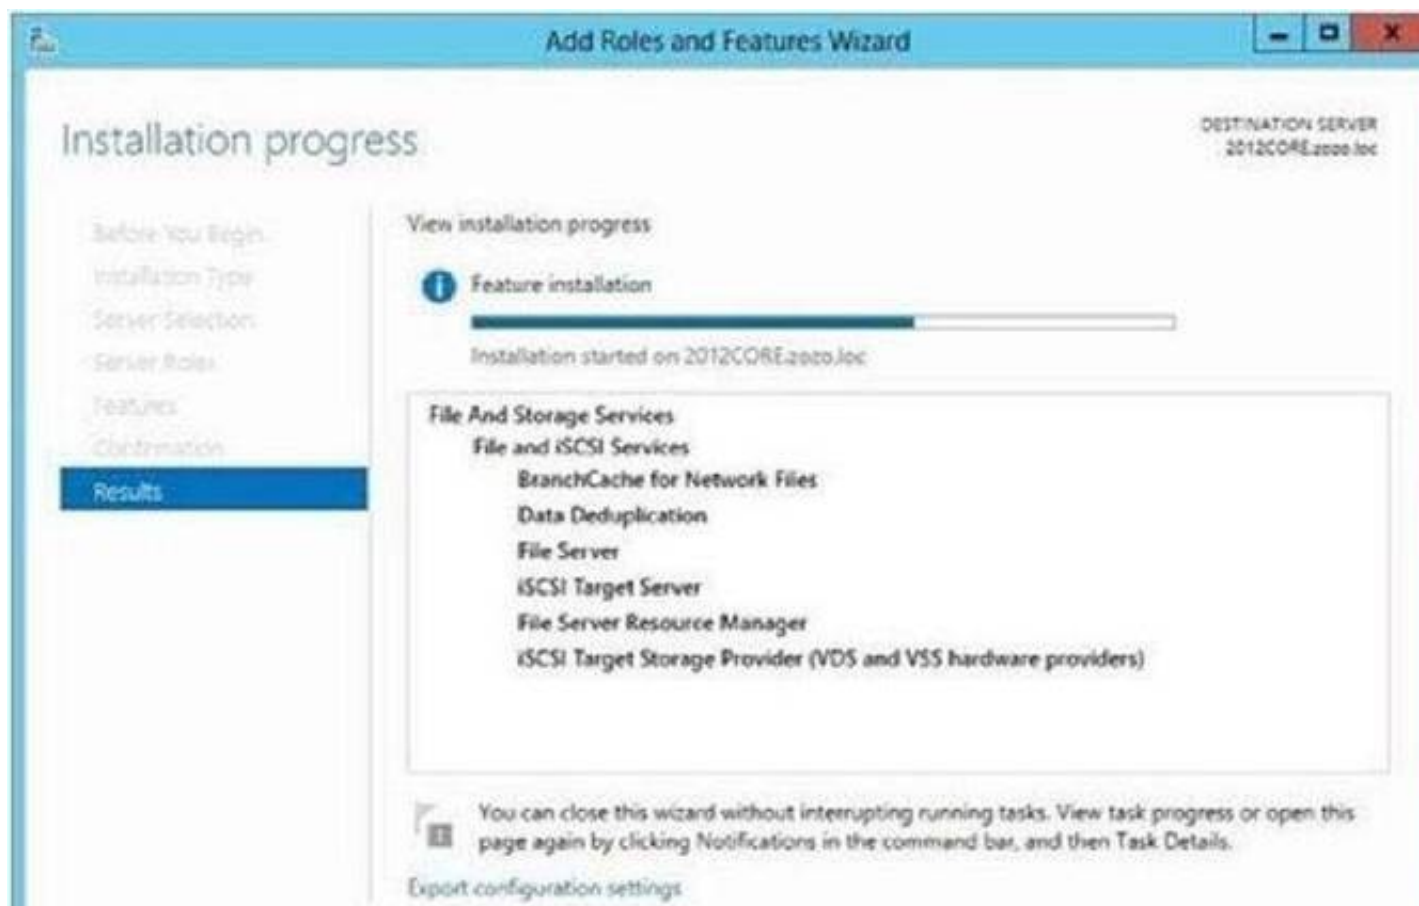 Add Roles and Features Wizard
Installation progress
DESTINATION SERVER
2012CORE.zozo.loc
Before You Begin
Installation Type
Server Selection
Server Roles
Features
Confirmation
Results
View installation progress
Feature installation
Installation started on 2012CORE.zozo.loc
File And Storage Services
File and iSCSI Services
BranchCache for Network Files
Data Deduplication
File Server
iSCSI Target Server
File Server Resource Manager
iSCSI Target Storage Provider (VDS and VSS hardware providers)
You can close this wizard without interrupting running tasks. View task progress or open this
page again by clicking Notifications in the command bar, and then Task Details.
Export configuration settings